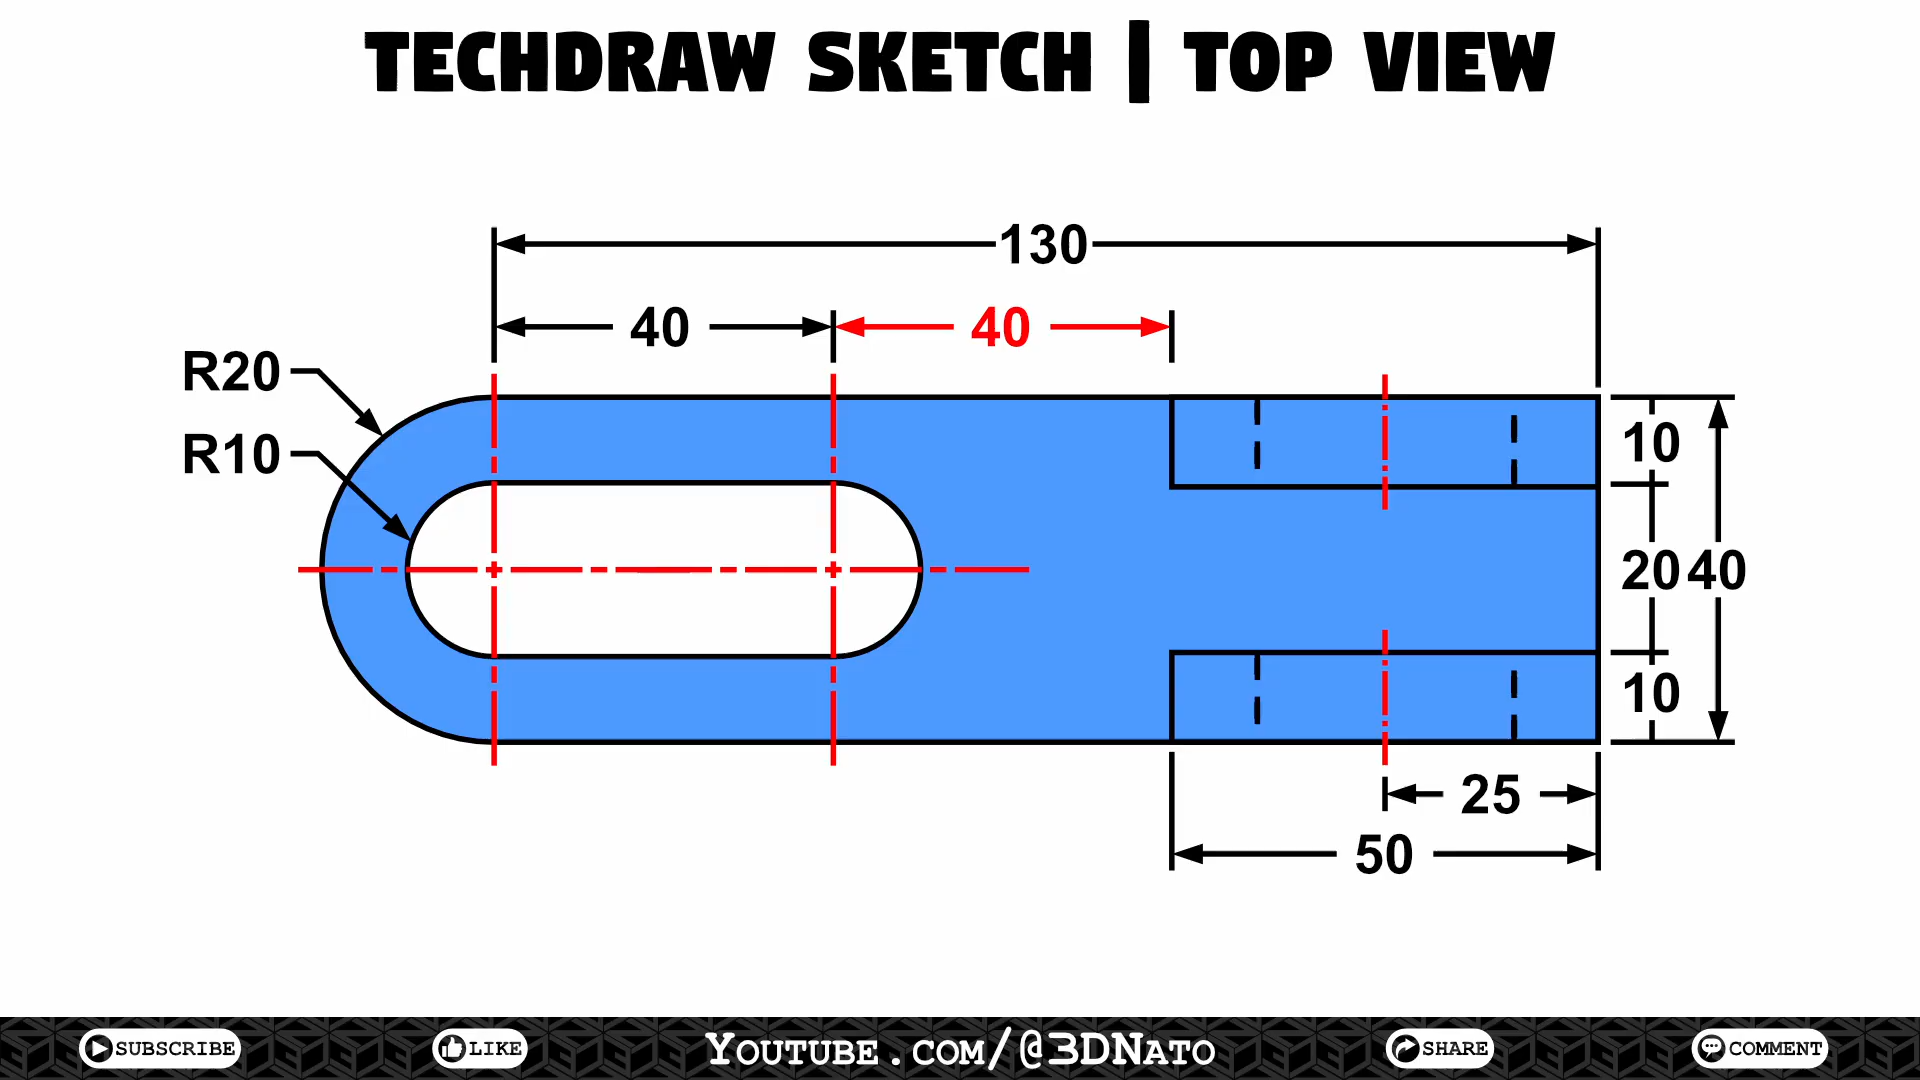 TECHDRAW SKETCH | TOP VIEW
130
40 40
R20
R10
10
20 40
10
25
50
SUBSCRIBE LIKE YOUTUBE.COM/@3DNATO SHARE COMMENT